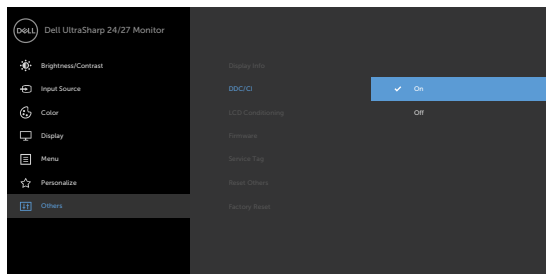 DELL Dell UltraSharp 24/27 Monitor
Brightness/Contrast
Display Info
Input Source
DDC/CI
On
Color
LCD Conditioning
Off
Display
Firmware
Menu
Service Tag
Personalize
Reset Others
Others
Factory Reset